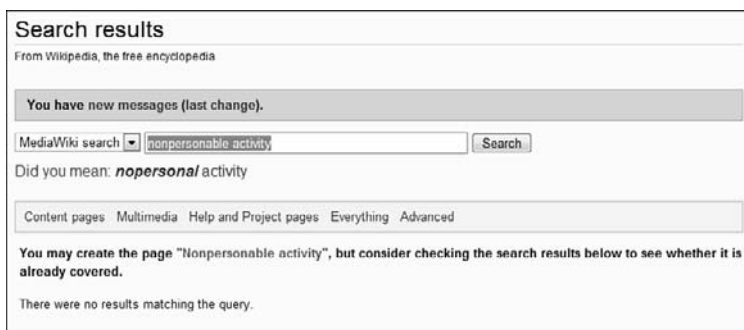 Search results
From Wikipedia, the free encyclopedia
You have new messages (last change).
MediaWiki search nonpersonable activity Search
Did you mean: nopersonal activity
Content pages Multimedia Help and Project pages Everything Advanced
You may create the page "Nonpersonable activity", but consider checking the search results below to see whether it is
already covered.
There were no results matching the query.